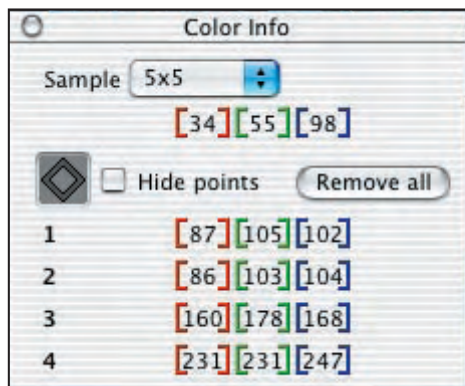 Color Info
Sample 5x5
[34] [55] [98]
Hide points Remove all
1 [87] [105] [102]
2 [86] [103] [104]
3 [160] [178] [168]
4 [231] [231] [247]